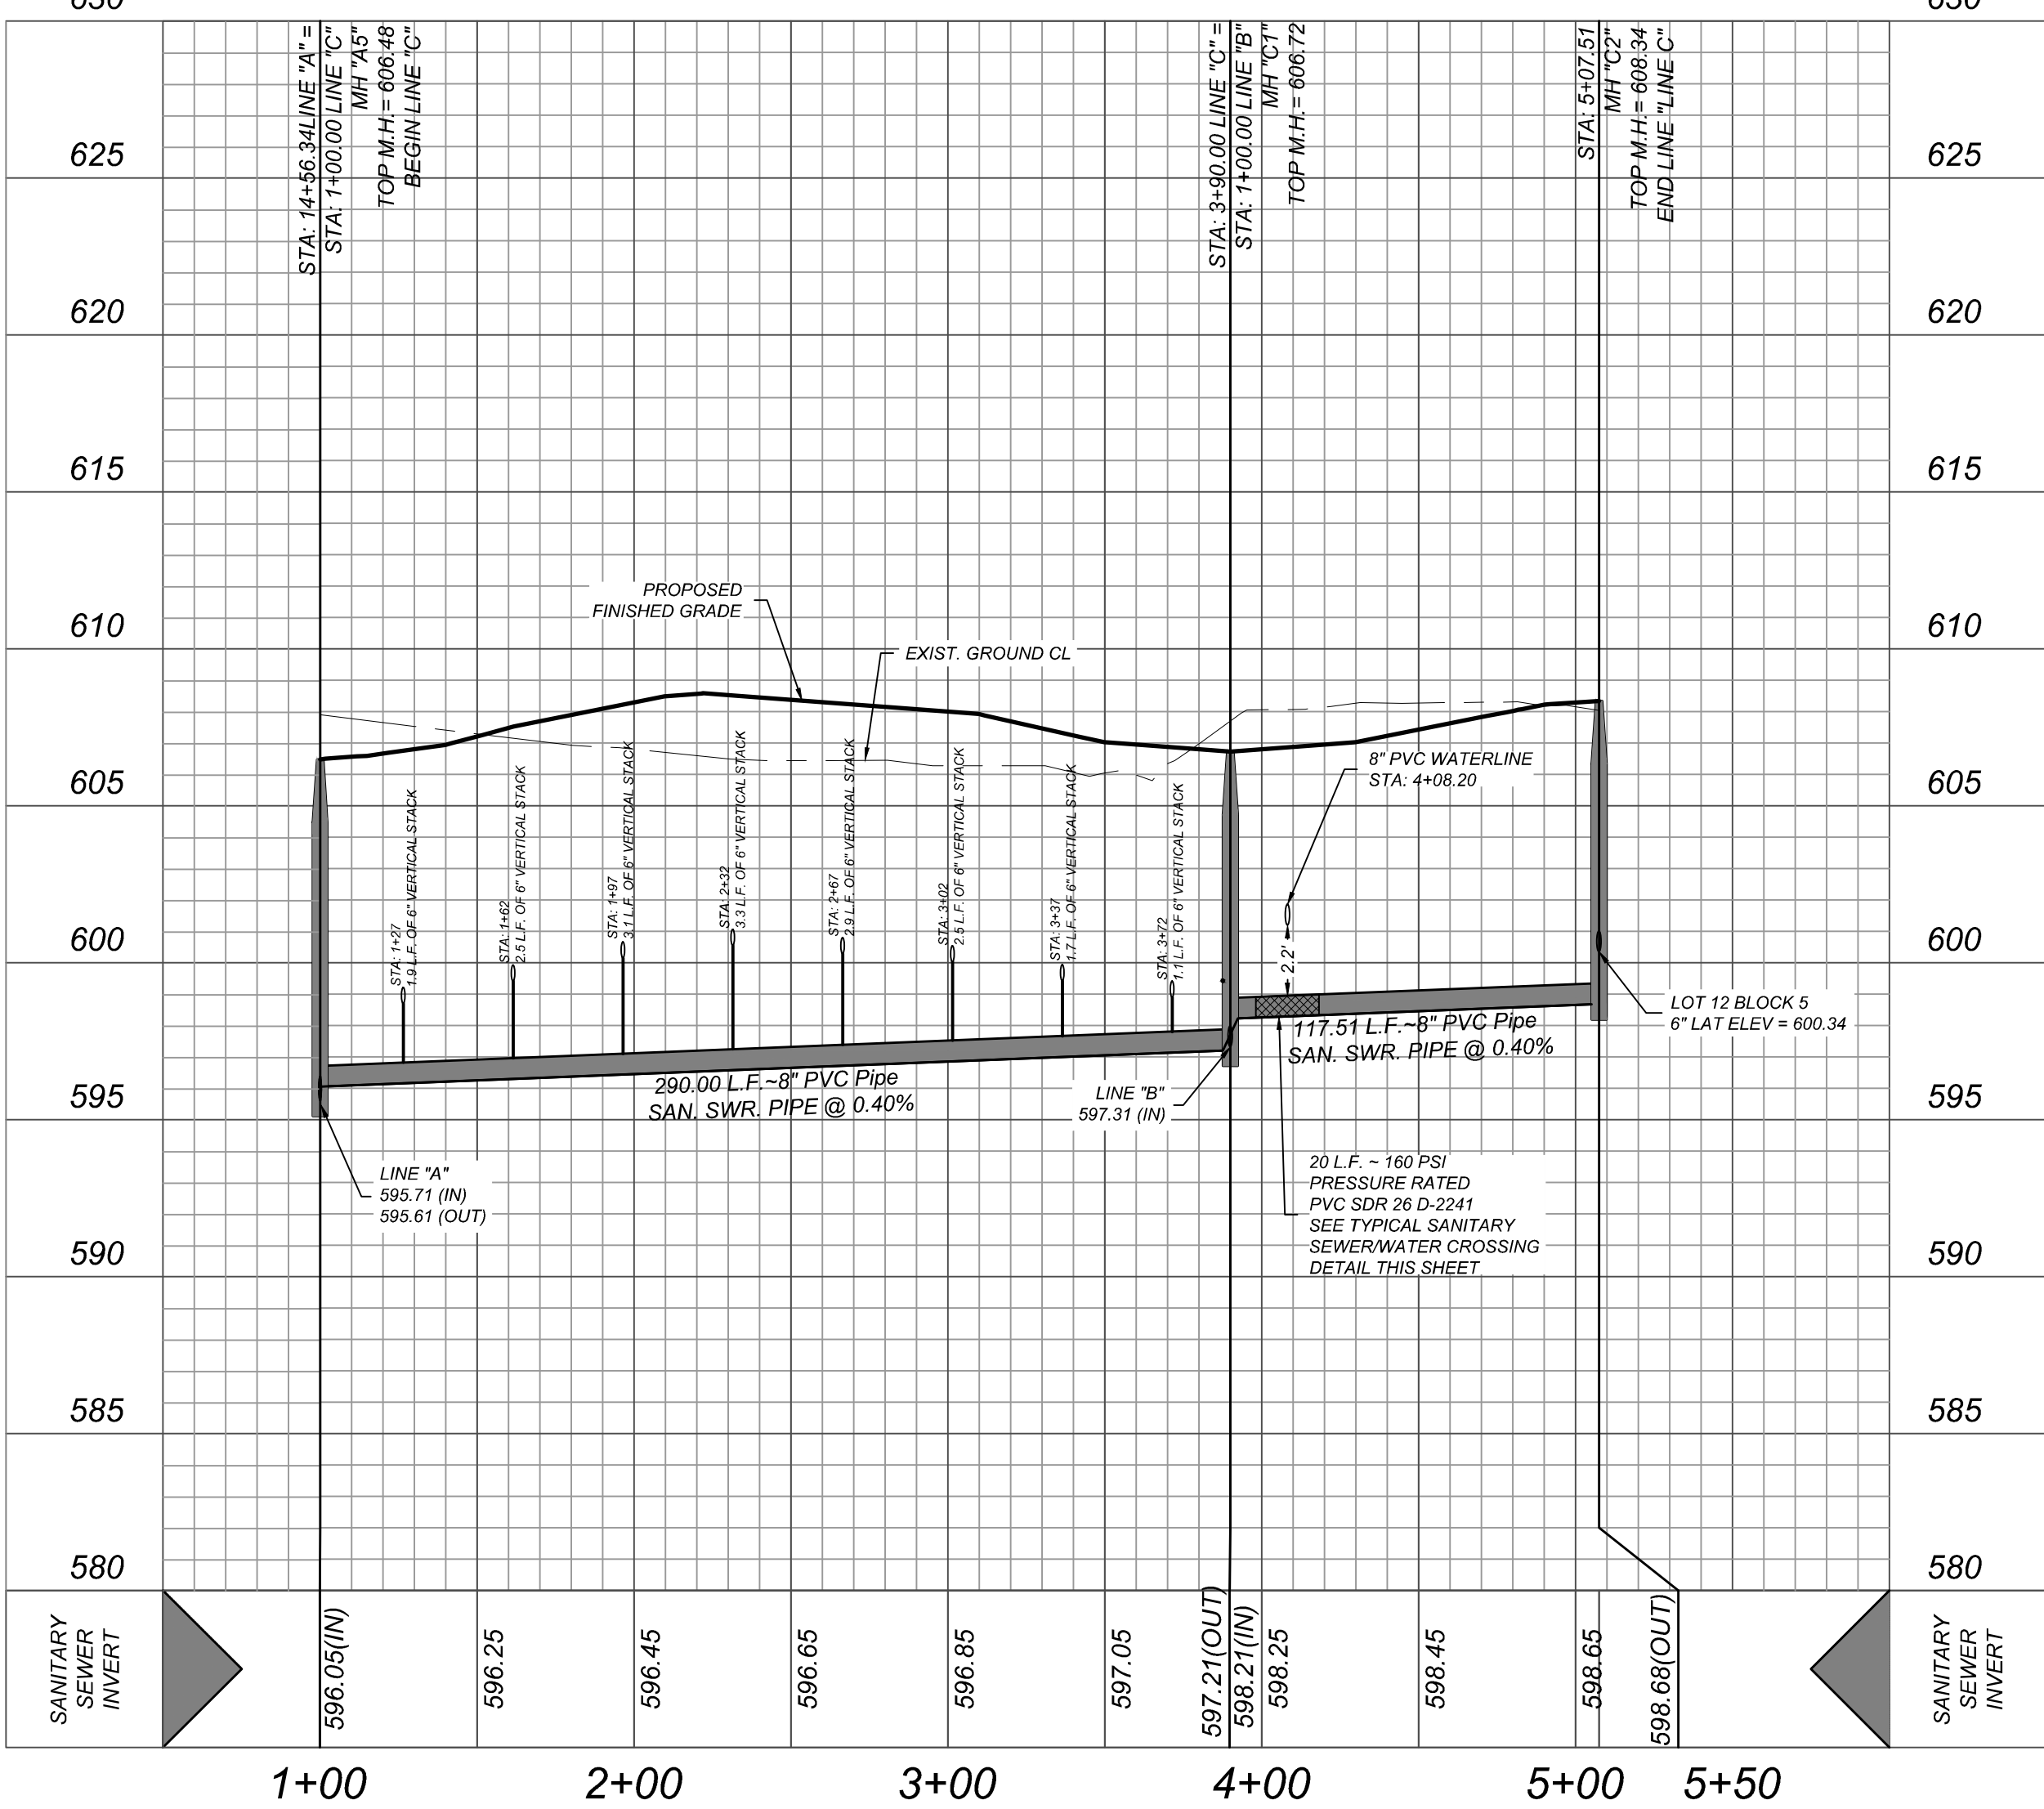 630
630
STA: 14+56.34LINE "A" =
STA: 1+00.00 LINE "C"
MH "A5"
TOP M.H.= 606.48
BEGIN LINE "C"
STA: 3+90.00 LINE "C" =
STA: 1+00.00 LINE "B"
MH "C1"
TOP M.H.= 606.72
STA: 5+07.51
MH "C2"
TOP M.H.= 608.34
END LINE "LINE C"
625
625
620
620
615
615
610
610
605
605
600
600
595
595
590
590
585
585
580
580
PROPOSED
FINISHED GRADE
EXIST. GROUND CL
8" PVC WATERLINE
STA: 4+08.20
STA: 1+27
1.9 L.F. OF 6" VERTICAL STACK
STA: 1+62
2.5 L.F. OF 6" VERTICAL STACK
STA: 1+97
3.1 L.F. OF 6" VERTICAL STACK
STA: 2+32
3.3 L.F. OF 6" VERTICAL STACK
STA: 2+67
2.9 L.F. OF 6" VERTICAL STACK
STA: 3+02
2.5 L.F. OF 6" VERTICAL STACK
STA: 3+37
1.7 L.F. OF 6" VERTICAL STACK
STA: 3+72
1.1 L.F. OF 6" VERTICAL STACK
2.2'
LOT 12 BLOCK 5
6" LAT ELEV = 600.34
117.51 L.F.~8" PVC Pipe
SAN. SWR. PIPE @ 0.40%
290.00 L.F.~8" PVC Pipe
SAN. SWR. PIPE @ 0.40%
LINE "B"
597.31 (IN)
LINE "A"
595.71 (IN)
595.61 (OUT)
20 L.F. ~ 160 PSI
PRESSURE RATED
PVC SDR 26 D-2241
SEE TYPICAL SANITARY
SEWER/WATER CROSSING
DETAIL THIS SHEET
SANITARY
SEWER
INVERT
596.05(IN)
596.25
596.45
596.65
596.85
597.05
597.21(OUT)
598.21(IN)
598.25
598.45
598.65
598.68(OUT)
SANITARY
SEWER
INVERT
1+00
2+00
3+00
4+00
5+00
5+50